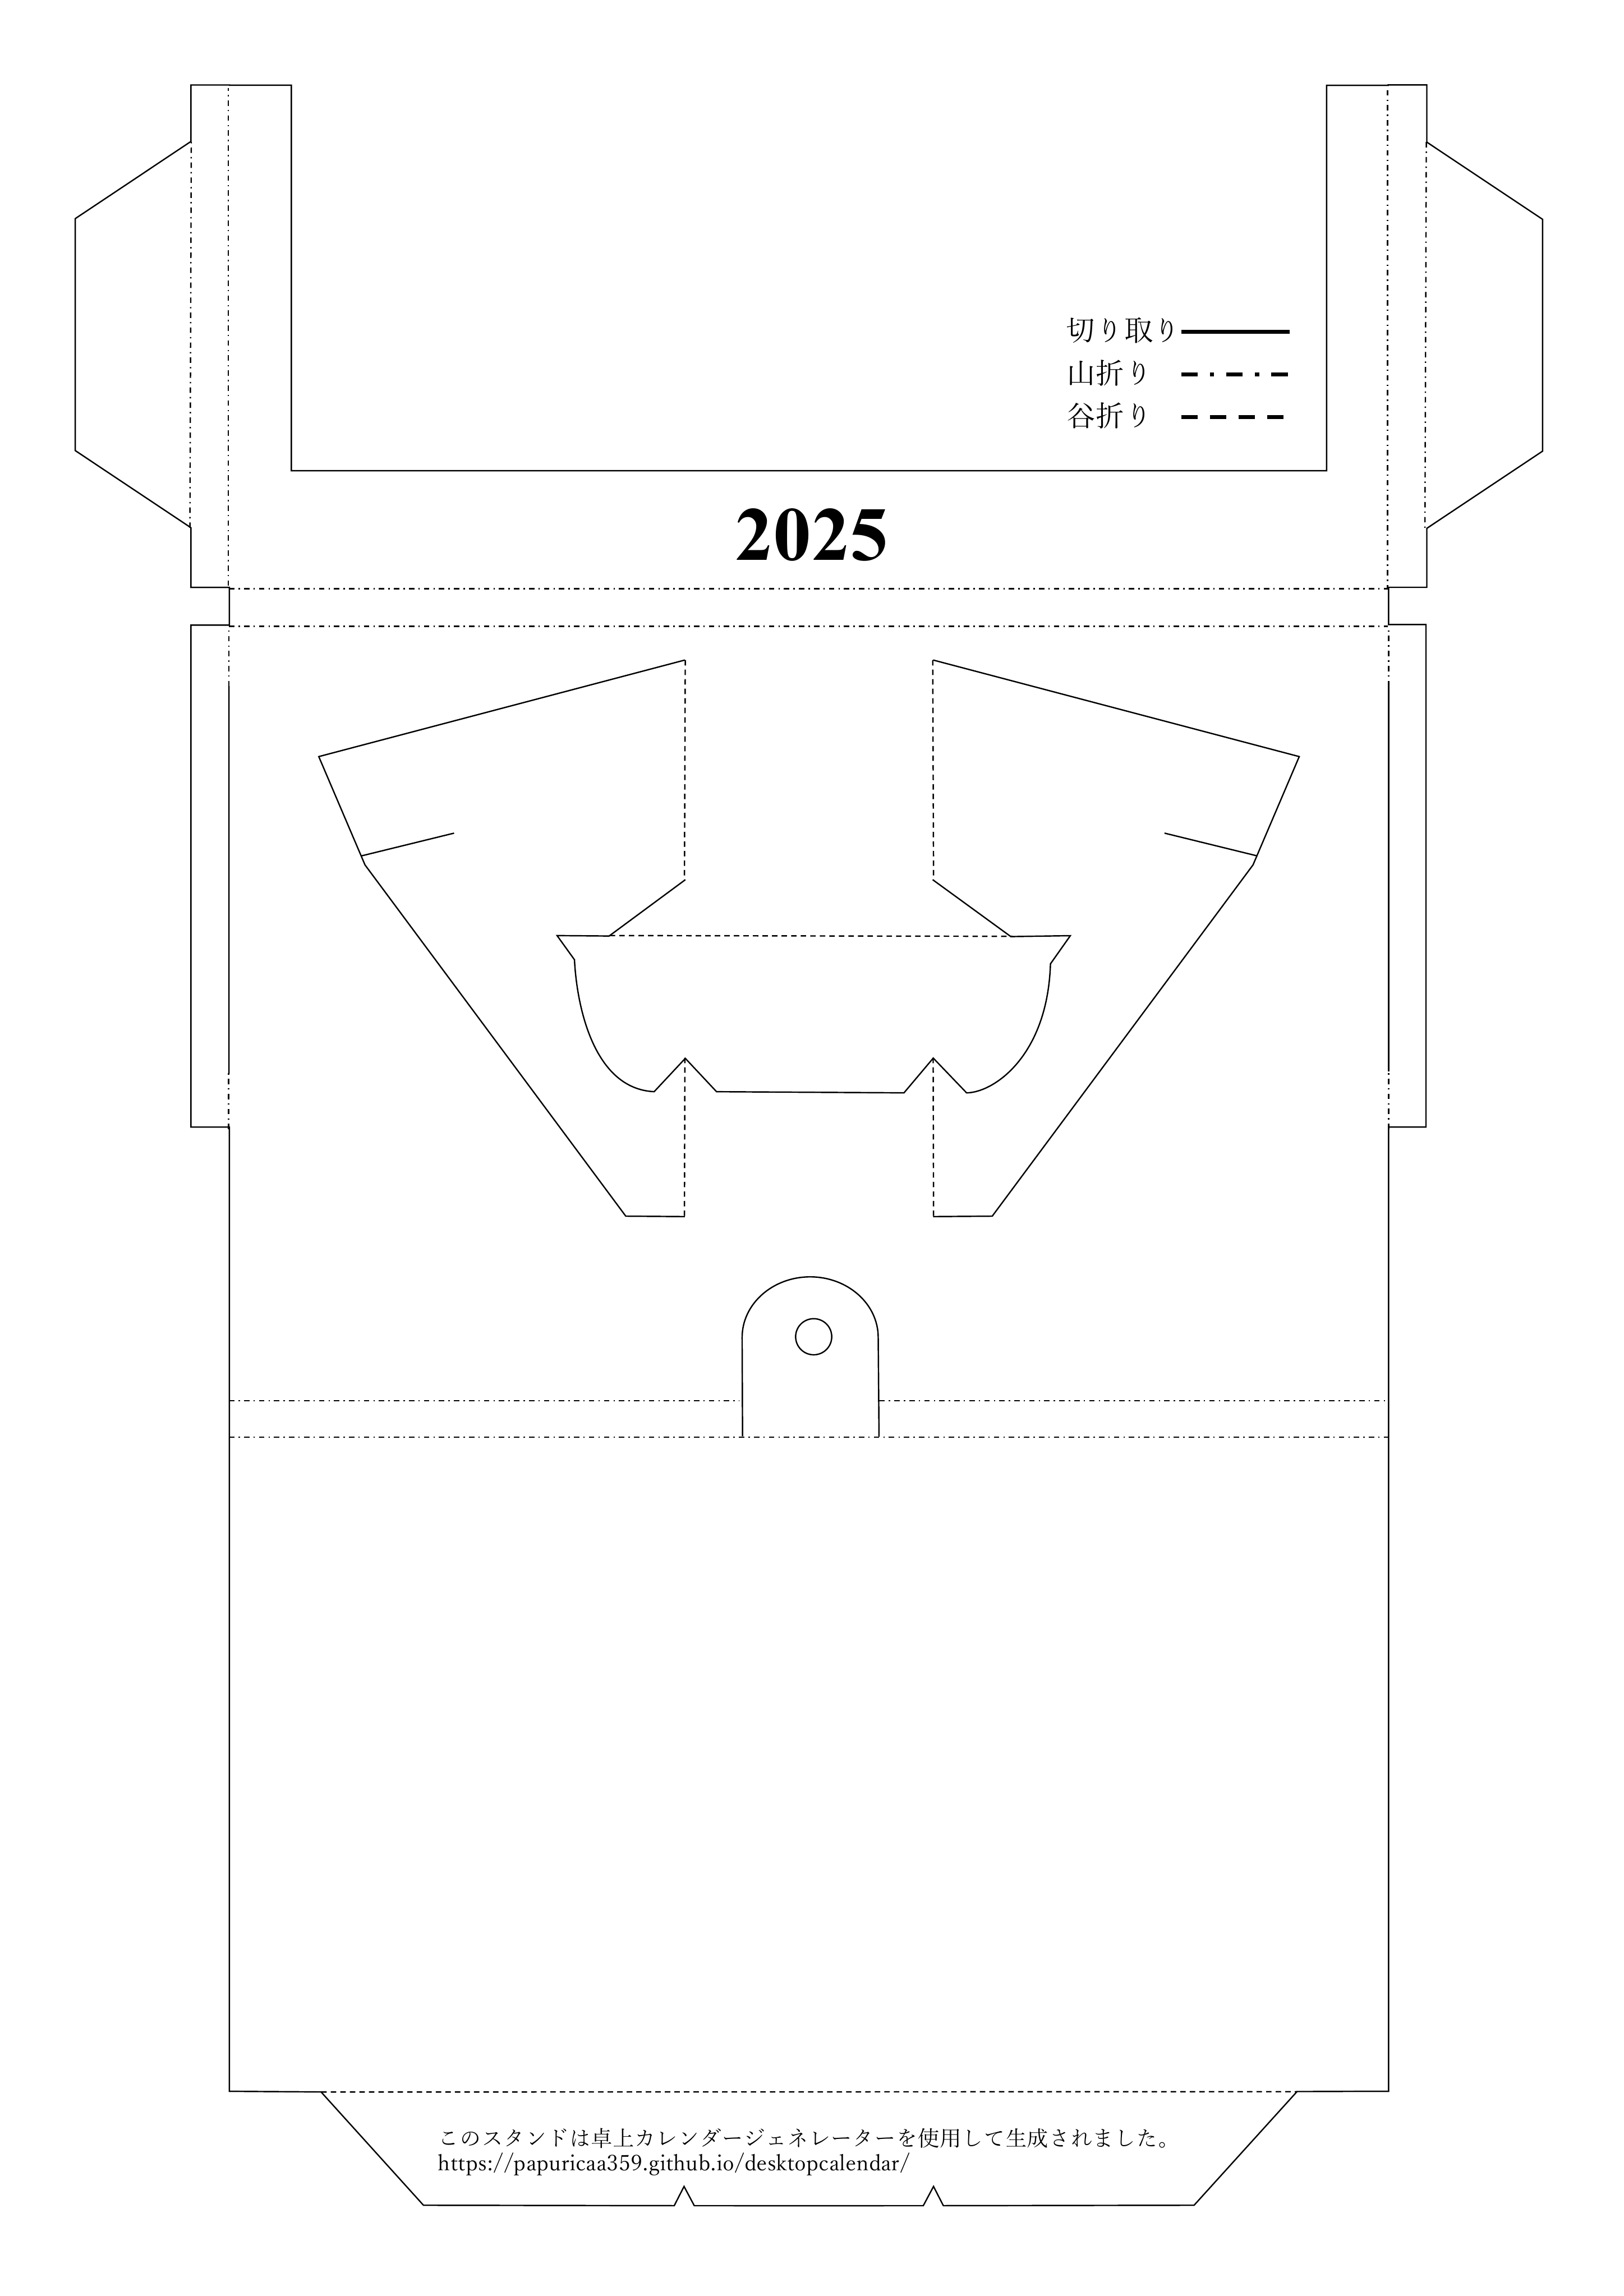 切り取り
山折り
谷折り
2025
このスタンドは卓上カレンダージェネレーターを使用して生成されました。
https://papuricaa359.github.io/desktopcalendar/